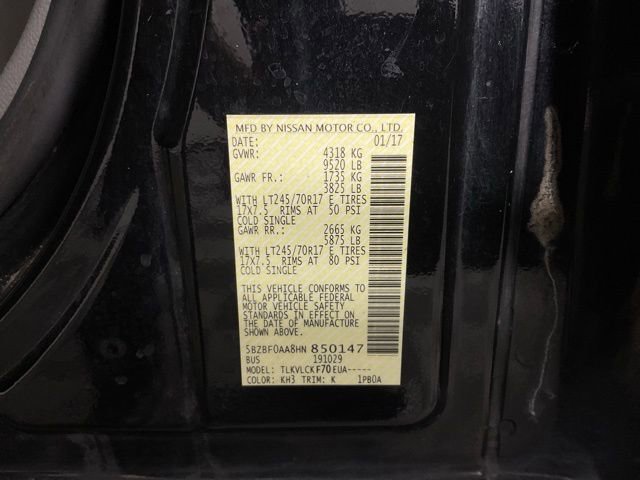 MFD BY NISSAN MOTOR CO., LTD.
DATE: 01/17
GVWR: 4318 KG
9520 LB
GAWR FR.: 1735 KG
3825 LB
WITH LT245/70R17 E TIRES
17X7.5 RIMS AT 50 PSI
COLD SINGLE
GAWR RR.: 2665 KG
5875 LB
WITH LT245/70R17 E TIRES
17X7.5 RIMS AT 80 PSI
COLD SINGLE
THIS VEHICLE CONFORMS TO
ALL APPLICABLE FEDERAL
MOTOR VEHICLE SAFETY
STANDARDS IN EFFECT ON
THE DATE OF MANUFACTURE
SHOWN ABOVE.
5BZBF0AA8HN 850147
BUS 191029
MODEL: TLKVLCKF70EUA-----
COLOR: KH3 TRIM: K 1PB0A